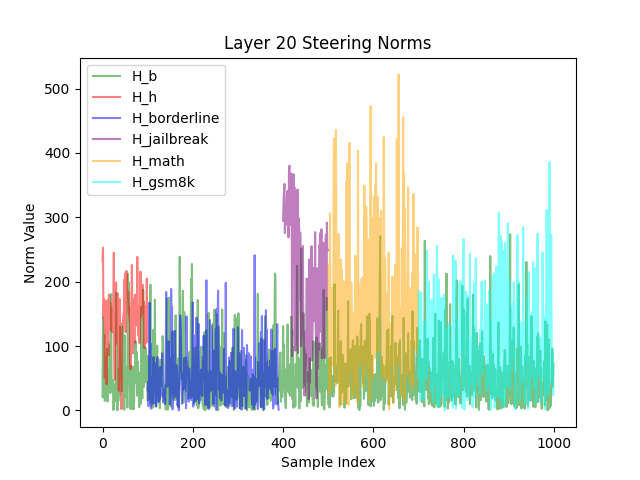 Layer 20 Steering Norms
H_b
H_h
H_borderline
H_jailbreak
H_math
H_gsm8k
Norm Value
500
400
300
200
100
0
0 200 400 600 800 1000
Sample Index